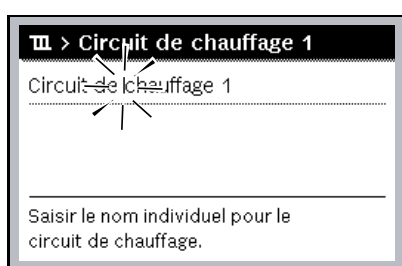 > Circuit de chauffage 1
Circuit de chauffage 1
Saisir le nom individuel pour le
circuit de chauffage.